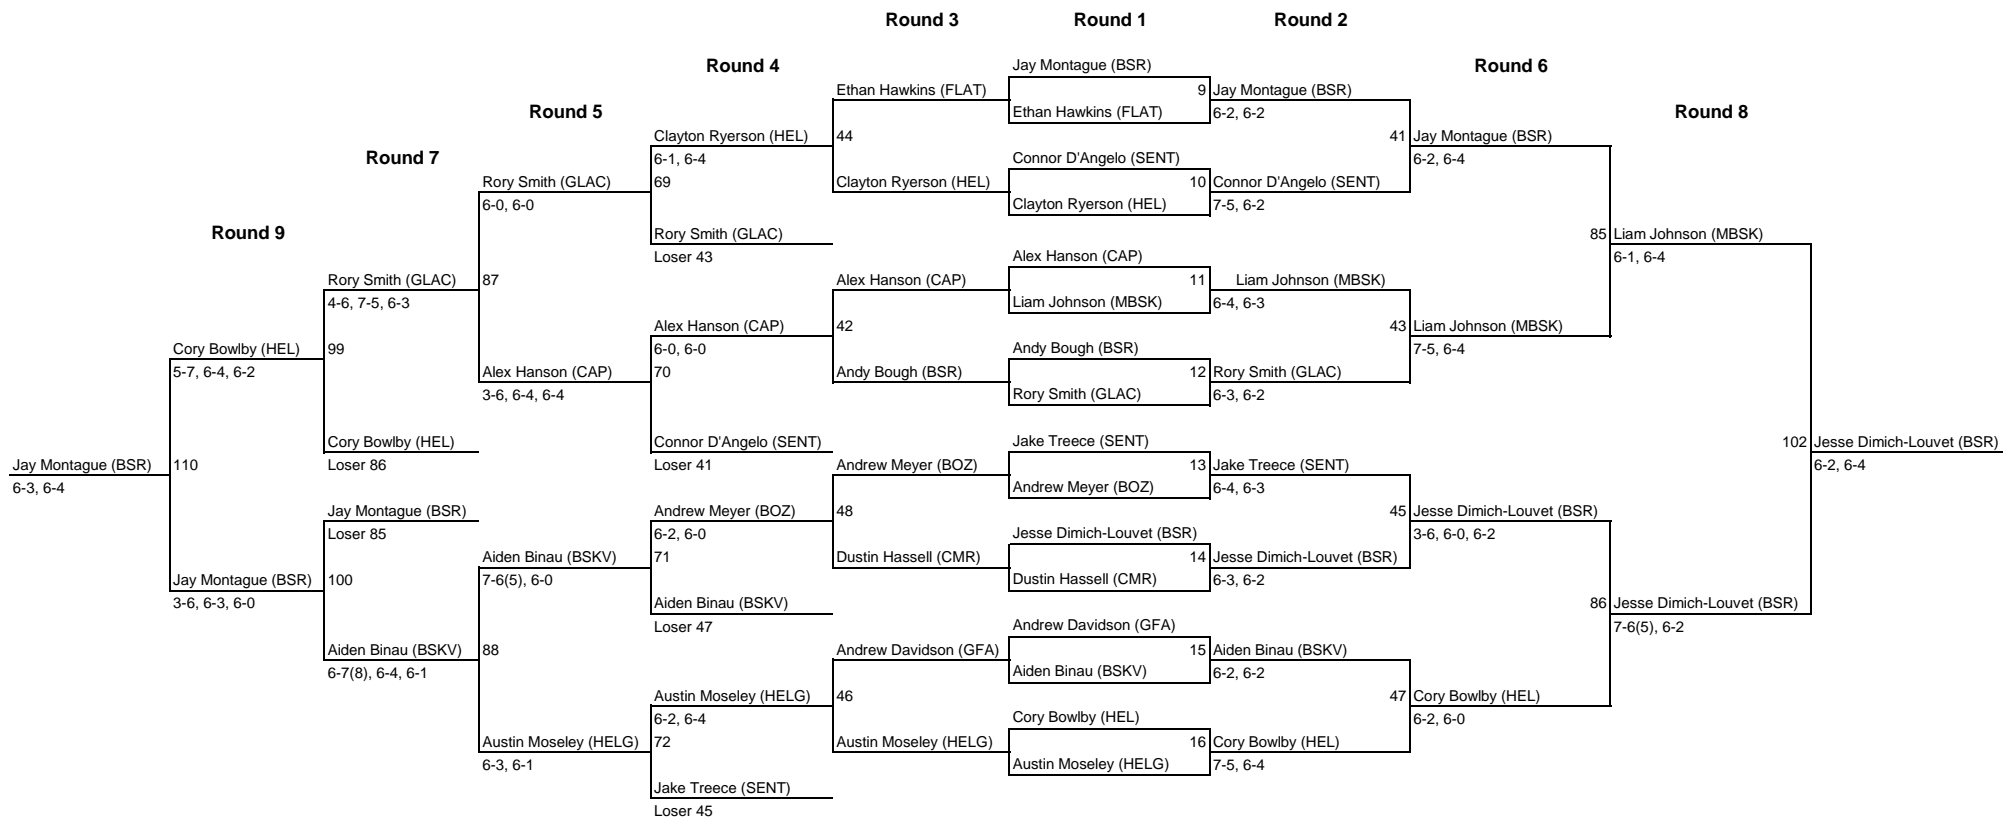 Round 3
Round 1
Round 2
Round 4
Round 6
Round 5
Round 8
Round 7
Round 9
Jay Montague (BSR)
6-3, 6-4
110
Cory Bowlby (HEL)
5-7, 6-4, 6-2
Jay Montague (BSR)
3-6, 6-3, 6-0
Rory Smith (GLAC)
4-6, 7-5, 6-3
99
Cory Bowlby (HEL)
Loser 86
Jay Montague (BSR)
Loser 85
100
Aiden Binau (BSKV)
6-7(8), 6-4, 6-1
Rory Smith (GLAC)
6-0, 6-0
87
Alex Hanson (CAP)
3-6, 6-4, 6-4
Aiden Binau (BSKV)
7-6(5), 6-0
88
Austin Moseley (HELG)
6-3, 6-1
Clayton Ryerson (HEL)
6-1, 6-4
69
Rory Smith (GLAC)
Loser 43
Alex Hanson (CAP)
6-0, 6-0
70
Connor D'Angelo (SENT)
Loser 41
Andrew Meyer (BOZ)
6-2, 6-0
71
Aiden Binau (BSKV)
Loser 47
Austin Moseley (HELG)
6-2, 6-4
72
Jake Treece (SENT)
Loser 45
Ethan Hawkins (FLAT)
44
Clayton Ryerson (HEL)
Alex Hanson (CAP)
42
Andy Bough (BSR)
Andrew Meyer (BOZ)
48
Dustin Hassell (CMR)
Andrew Davidson (GFA)
46
Austin Moseley (HELG)
Jay Montague (BSR)
9
Ethan Hawkins (FLAT)
Connor D'Angelo (SENT)
10
Clayton Ryerson (HEL)
Alex Hanson (CAP)
11
Liam Johnson (MBSK)
Andy Bough (BSR)
12
Rory Smith (GLAC)
Jake Treece (SENT)
13
Andrew Meyer (BOZ)
Jesse Dimich-Louvet (BSR)
14
Dustin Hassell (CMR)
Andrew Davidson (GFA)
15
Aiden Binau (BSKV)
Cory Bowlby (HEL)
16
Austin Moseley (HELG)
Jay Montague (BSR)
6-2, 6-2
41
Connor D'Angelo (SENT)
7-5, 6-2
Liam Johnson (MBSK)
6-4, 6-3
43
Rory Smith (GLAC)
6-3, 6-2
Jake Treece (SENT)
6-4, 6-3
45
Jesse Dimich-Louvet (BSR)
6-3, 6-2
Aiden Binau (BSKV)
6-2, 6-2
47
Cory Bowlby (HEL)
7-5, 6-4
Jay Montague (BSR)
6-2, 6-4
85
Liam Johnson (MBSK)
7-5, 6-4
Jesse Dimich-Louvet (BSR)
3-6, 6-0, 6-2
86
Cory Bowlby (HEL)
6-2, 6-0
Liam Johnson (MBSK)
6-1, 6-4
102
Jesse Dimich-Louvet (BSR)
7-6(5), 6-2
Jesse Dimich-Louvet (BSR)
6-2, 6-4